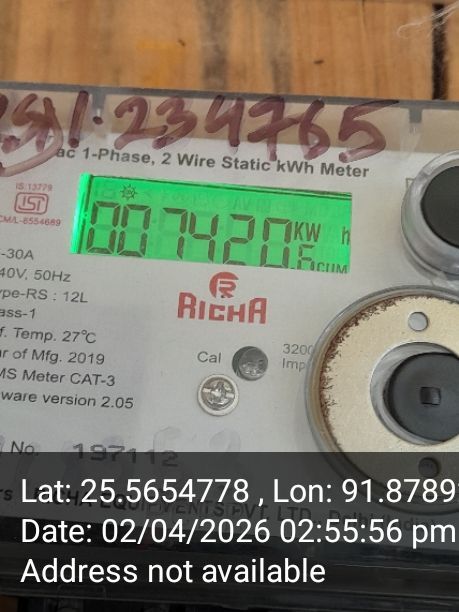 234765
ac 1-Phase, 2 Wire Static kWh Meter
IS:13779
ISI
CM/L-8554689
007420.6 KW h
CUM
-30A
40V, 50Hz
ype-RS : 12L
ass-1
f. Temp. 27°C
ar of Mfg. 2019
MS Meter CAT-3
ware version 2.05
RICHA
Cal
3200
Imp
No. 197112
Lat: 25.5654778 , Lon: 91.8789
Date: 02/04/2026 02:55:56 pm
Address not available